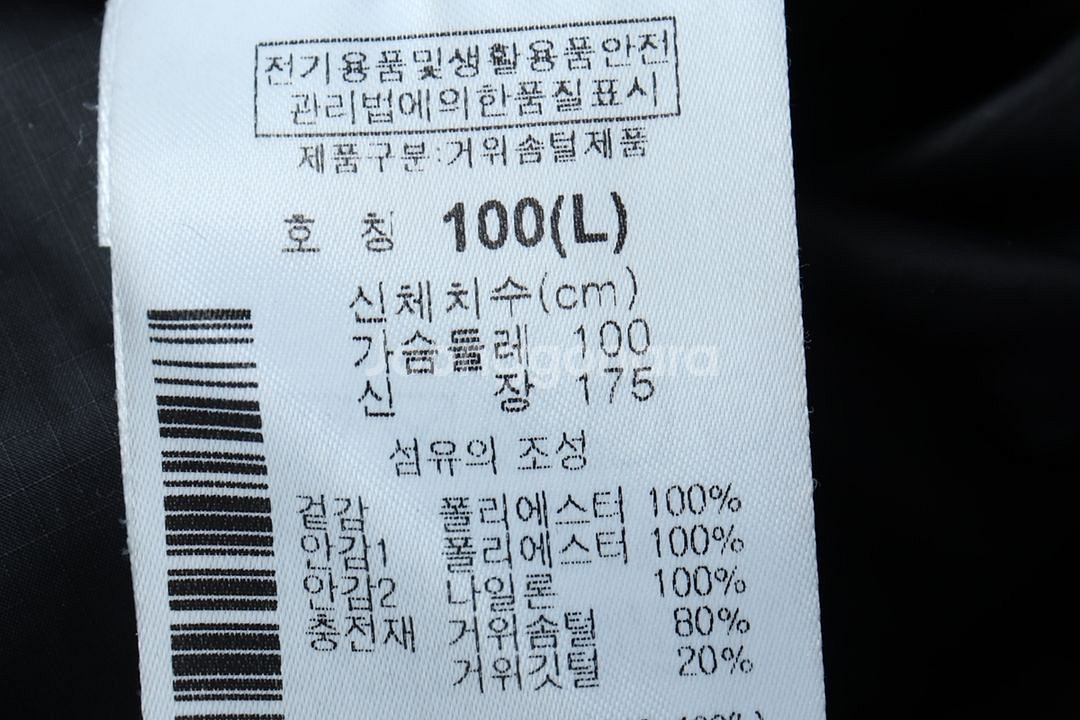 전기용품및생활용품안전
관리법에의한품질표시
제품구분:거위솜털제품
호 칭 100(L)
신체치수(cm)
가슴둘레 100
신 장 175
섬유의 조성
겉감 폴리에스터 100%
안감1 폴리에스터 100%
안감2 나일론 100%
충전재 거위솜털 80%
거위깃털 20%
100(L)